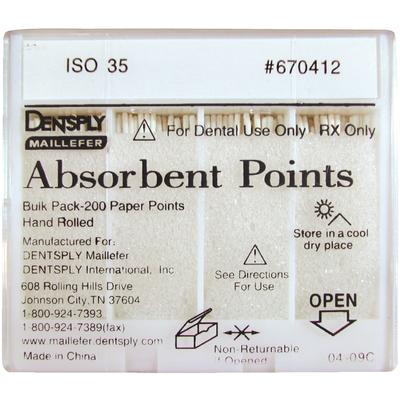 ISO 35 #670412
DENTSPLY
MAILLEFER
For Dental Use Only RX Only
Absorbent Points
Bulk Pack-200 Paper Points
Hand Rolled
Store in a cool
dry place
Manufactured For:
DENTSPLY Maillefer
DENTSPLY International, Inc
See Directions
For Use
608 Rolling Hills Drive
Johnson City,TN 37604
1-800-924-7393
1-800-924-7389(fax)
www.maillefer.dentsply.com
Made in China
OPEN
Non-Returnable
if Opened
04-09C